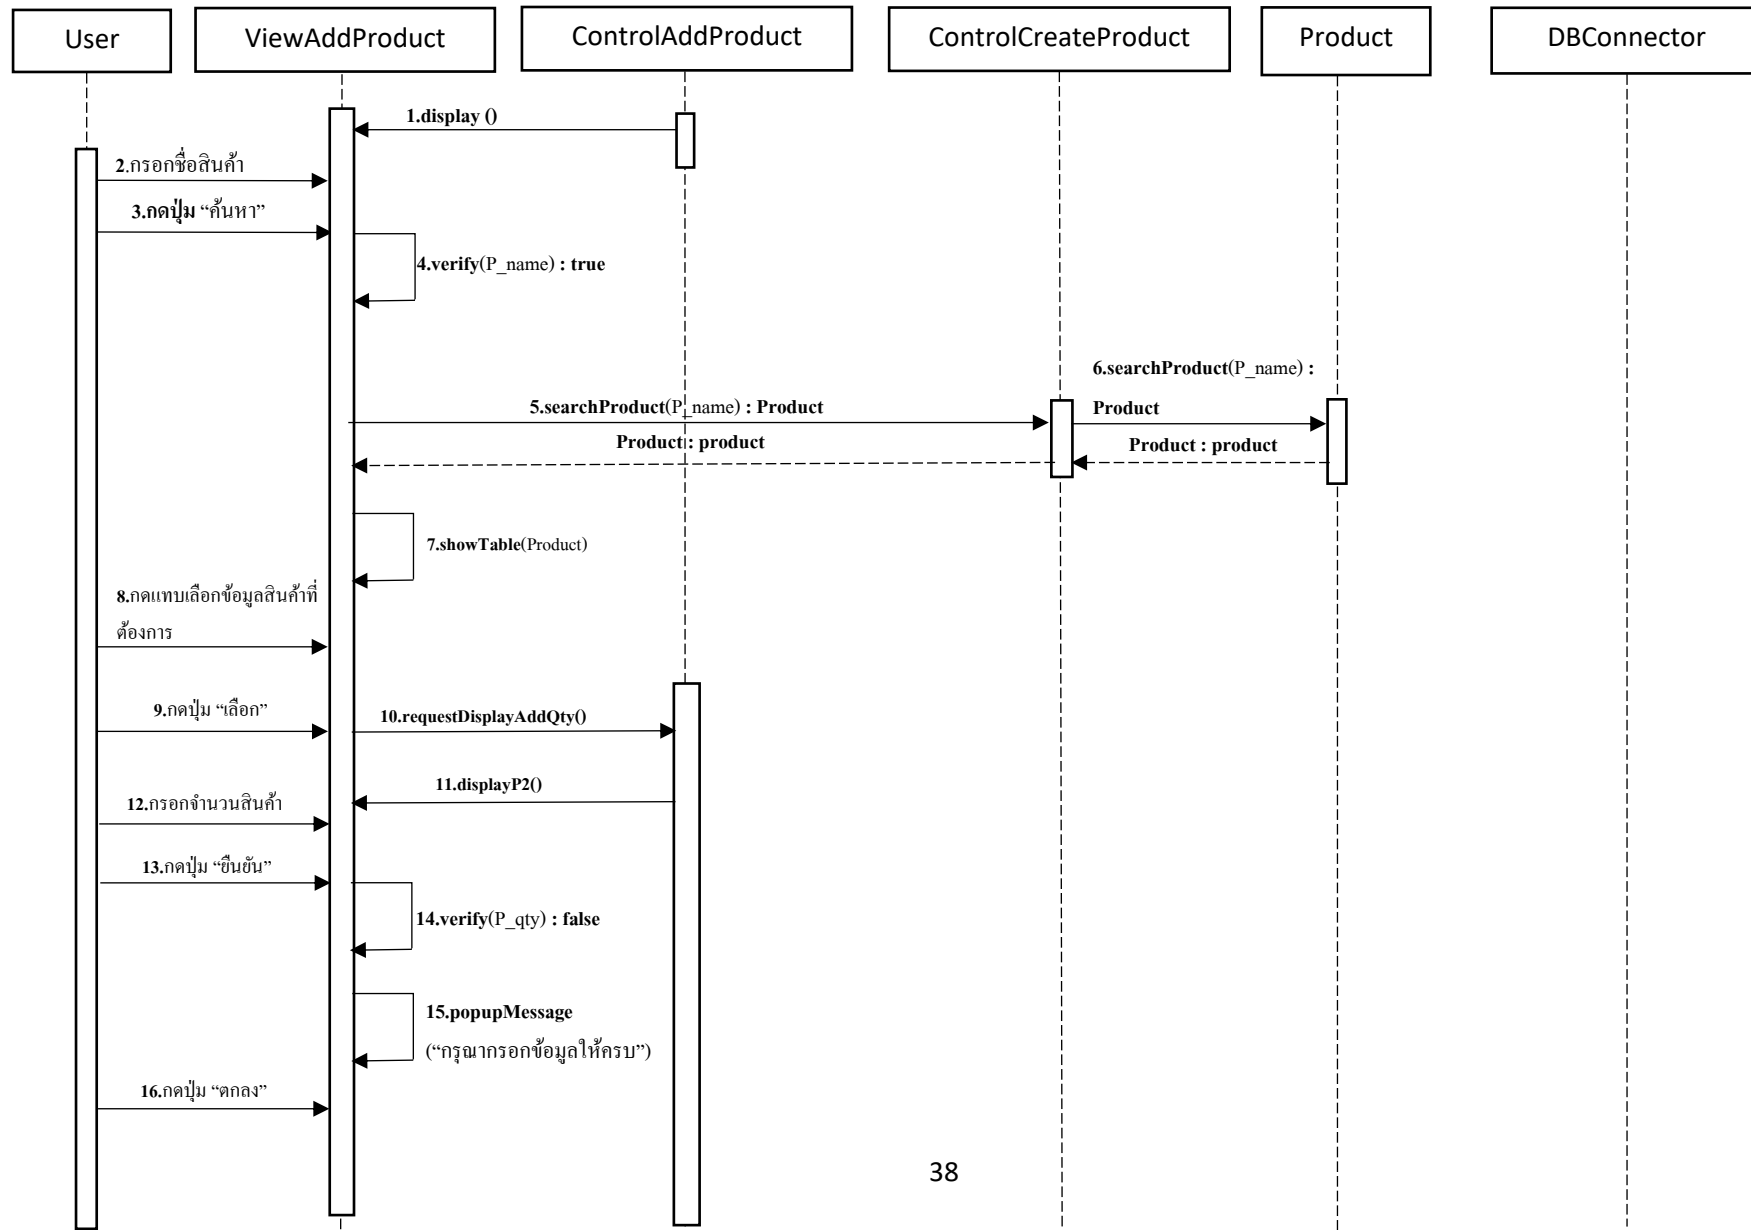 User
ViewAddProduct
ControlAddProduct
ControlCreateProduct
Product
DBConnector
1.display ()
2.กรอกชื่อสินค้า
3.กดปุ่ม “ค้นหา”
4.verify(P_name) : true
5.searchProduct(P_name) : Product
6.searchProduct(P_name) :
Product
Product : product
Product : product
7.showTable(Product)
8.กดแทบเลือกข้อมูลสินค้าที่
ต้องการ
9.กดปุ่ม “เลือก”
10.requestDisplayAddQty()
11.displayP2()
12.กรอกจำนวนสินค้า
13.กดปุ่ม “ยืนยัน”
14.verify(P_qty) : false
15.popupMessage
(“กรุณากรอกข้อมูลให้ครบ”)
16.กดปุ่ม “ตกลง”
38